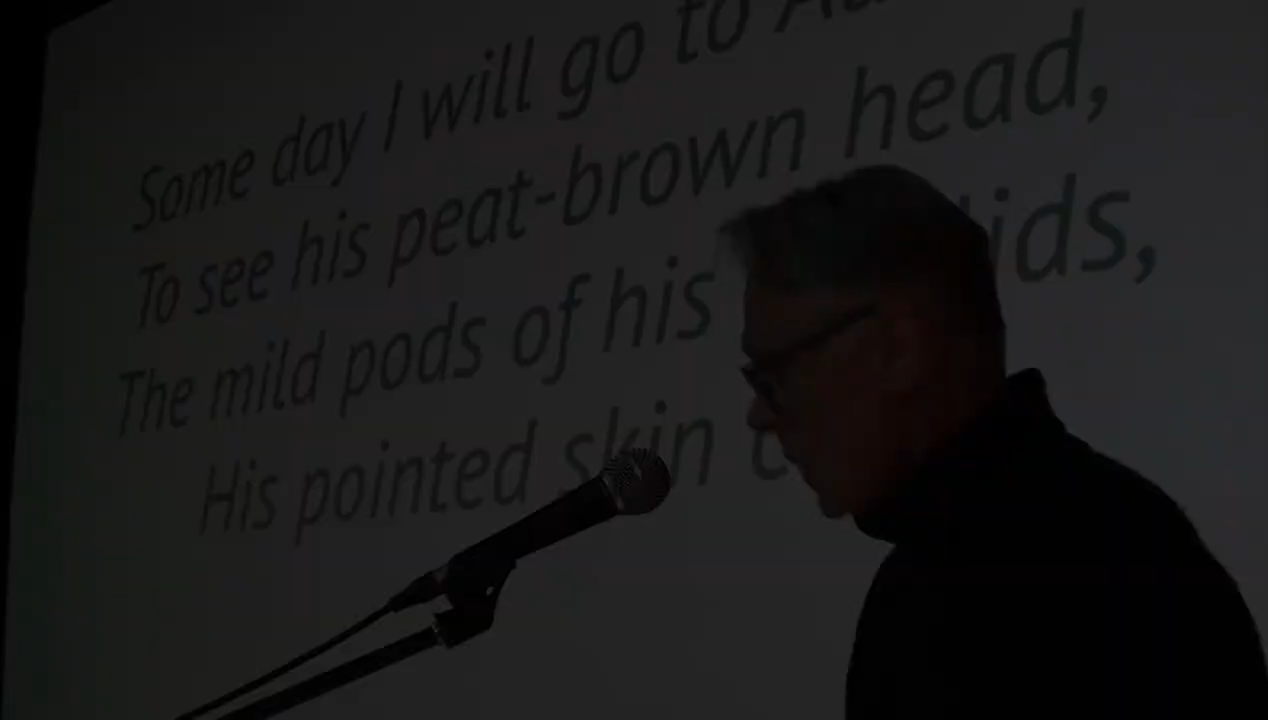 Some day I will go to
To see his peat-brown head,
The mild pods of his
His pointed skin